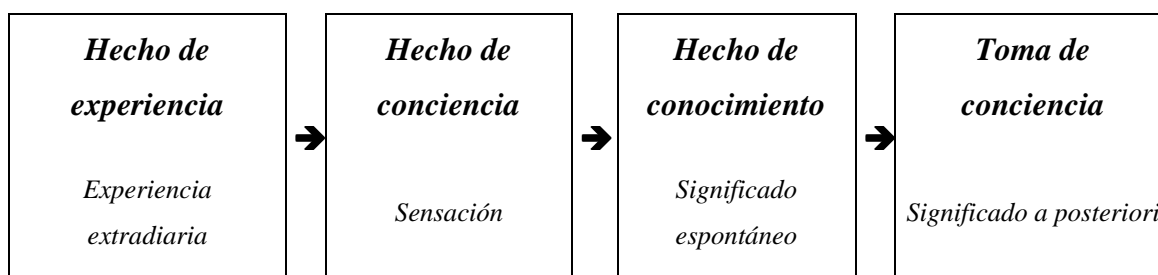 Hecho de
experiencia
Experiencia
extradiaria
Hecho de
conciencia
Sensación
Hecho de
conocimiento
Significado
espontáneo
Toma de
conciencia
Significado a posteriori